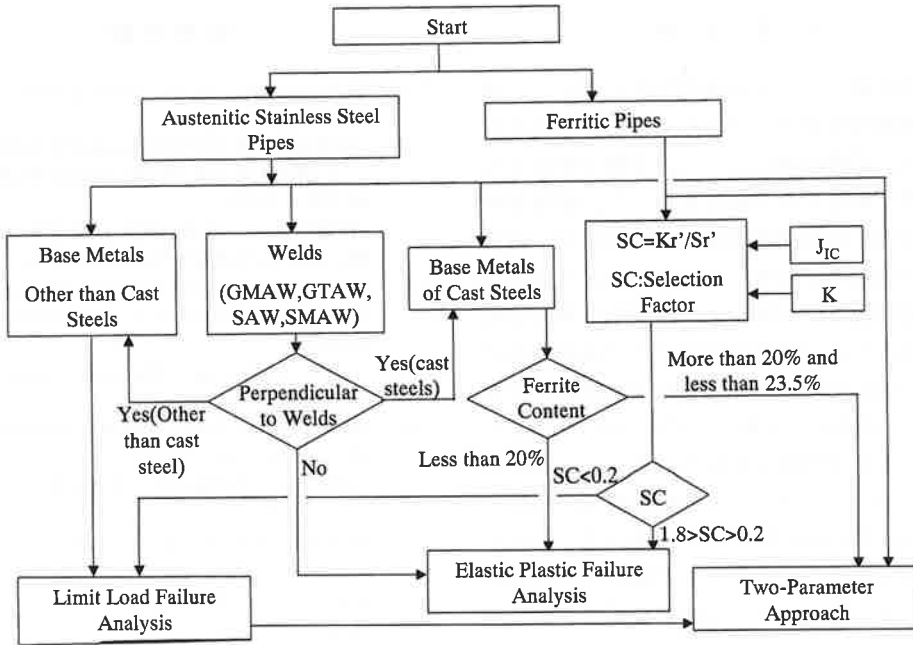 Start
Austenitic Stainless Steel
Pipes
Ferritic Pipes
Base Metals
Other than Cast
Steels
Welds
(GMAW,GTAW,
SAW,SMAW)
Base Metals
of Cast Steels
SC=Kr’/Sr’
SC:Selection
Factor
JIC
K
Yes(Other
than cast
steel)
Perpendicular
to Welds
Yes(cast
steels)
Ferrite
Content
More than 20% and
less than 23.5%
No
Less than 20%
SC<0.2
SC
1.8>SC>0.2
Limit Load Failure
Analysis
Elastic Plastic Failure
Analysis
Two-Parameter
Approach